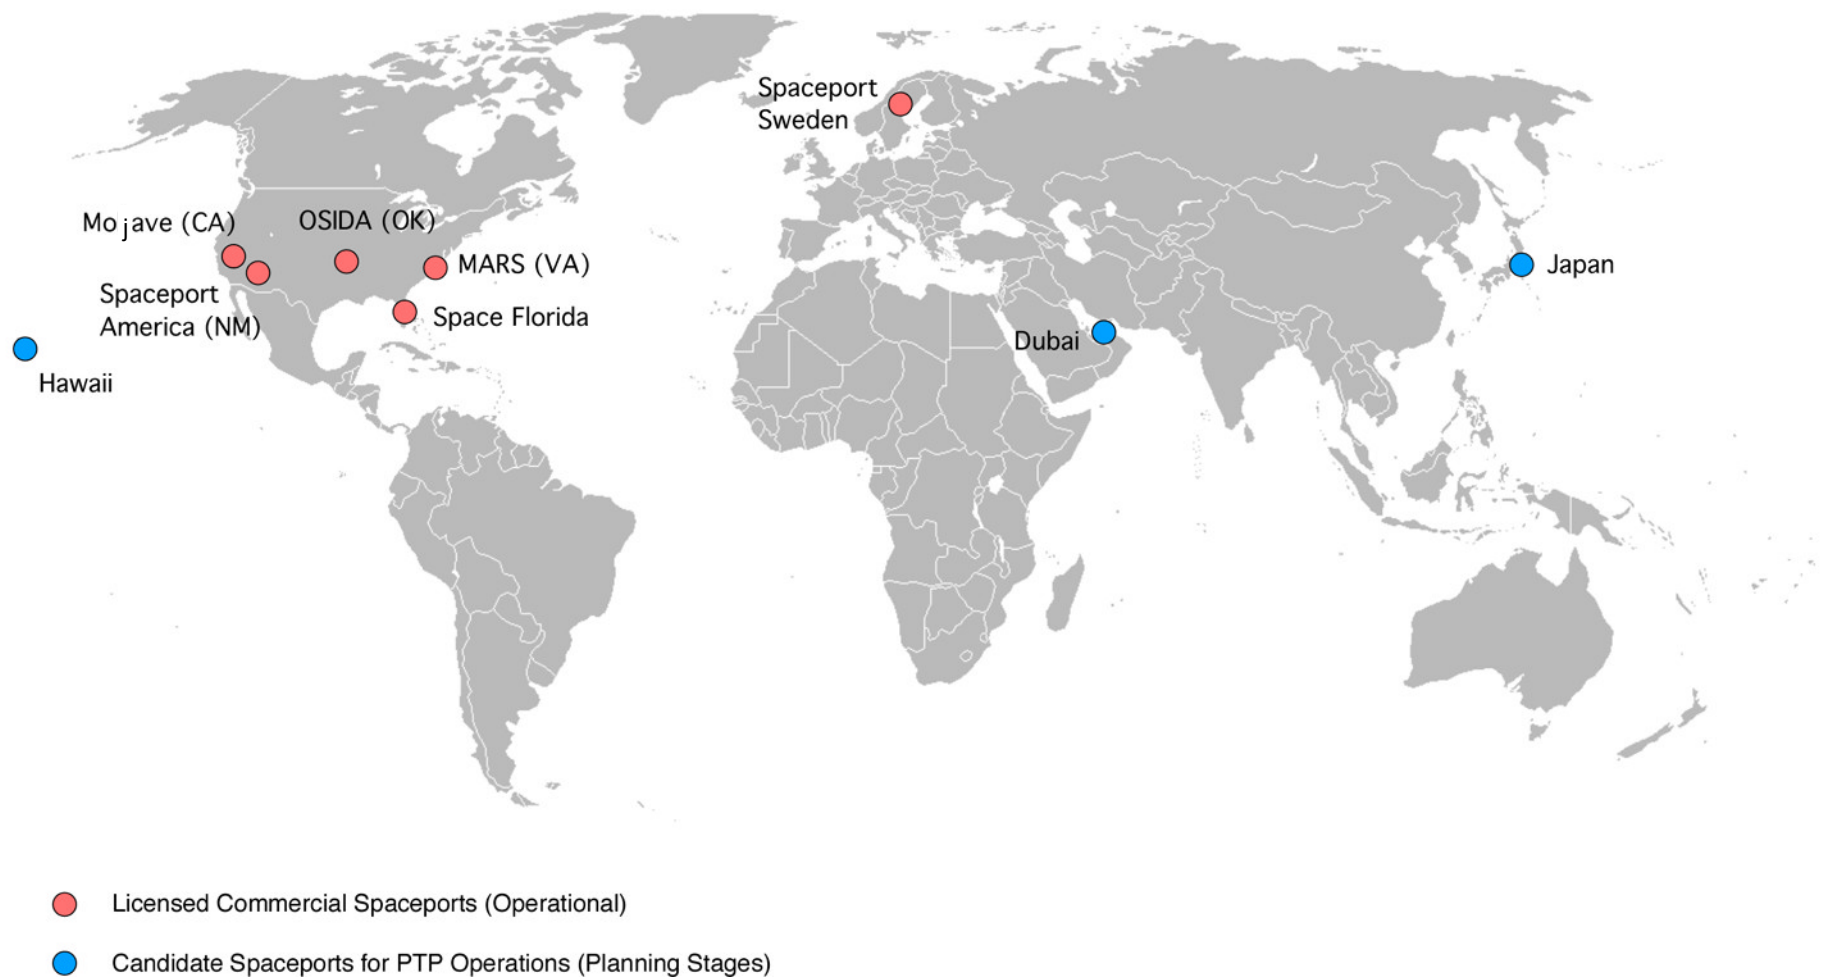 Spaceport
Sweden
Mojave (CA)
OSIDA (OK)
MARS (VA)
Japan
Spaceport
America (NM)
Space Florida
Dubai
Hawaii
Licensed Commercial Spaceports (Operational)
Candidate Spaceports for PTP Operations (Planning Stages)